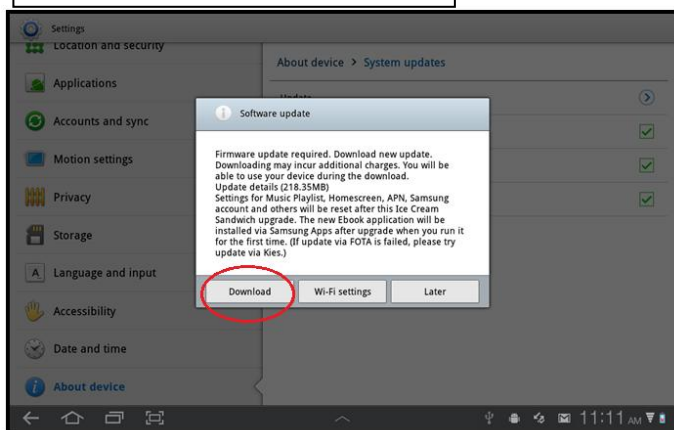 Settings
Location and security
About device > System updates
Applications
Update
Software update
Accounts and sync
Firmware update required. Download new update.
Downloading may incur additional charges. You will be
able to use your device during the download.
Update details (218.35MB)
Settings for Music Playlist, Homescreen, APN, Samsung
account and others will be reset after this Ice Cream
Sandwich upgrade. The new Ebook application will be
installed via Samsung Apps after upgrade when you run it
for the first time. (If update via FOTA is failed, please try
update via Kies.)
Motion settings
Privacy
Storage
A Language and input
Download Wi-Fi settings Later
Accessibility
Date and time
About device
11:11 AM